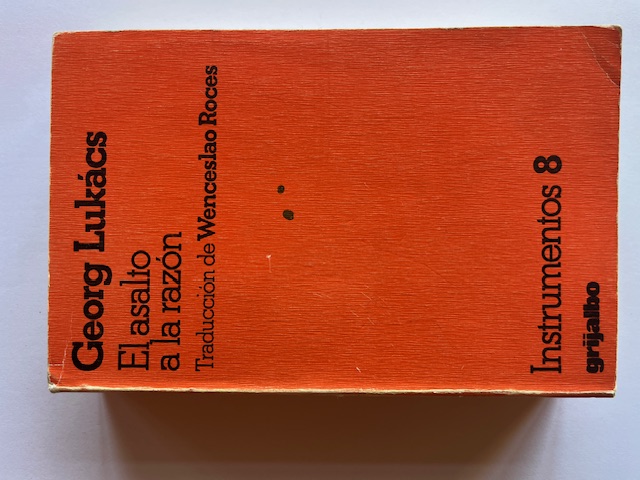 Georg Lukács
El asalto
a la razón
Traducción de Wenceslao Roces
Instrumentos 8
grijalbo